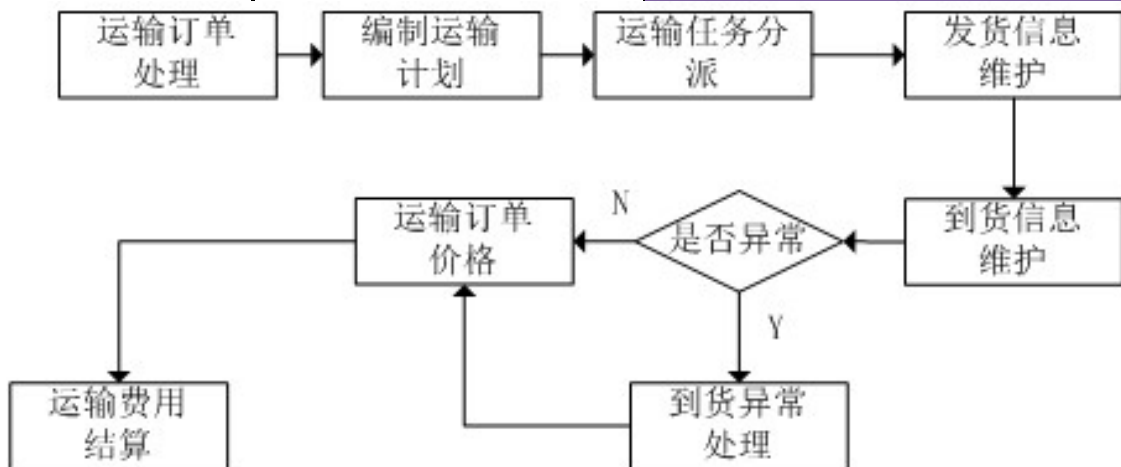 运输订单
处理
编制运输
计划
运输任务分
派
发货信息
维护
运输订单
价格
N
是否异常
到货信息
维护
Y
运输费用
结算
到货异常
处理